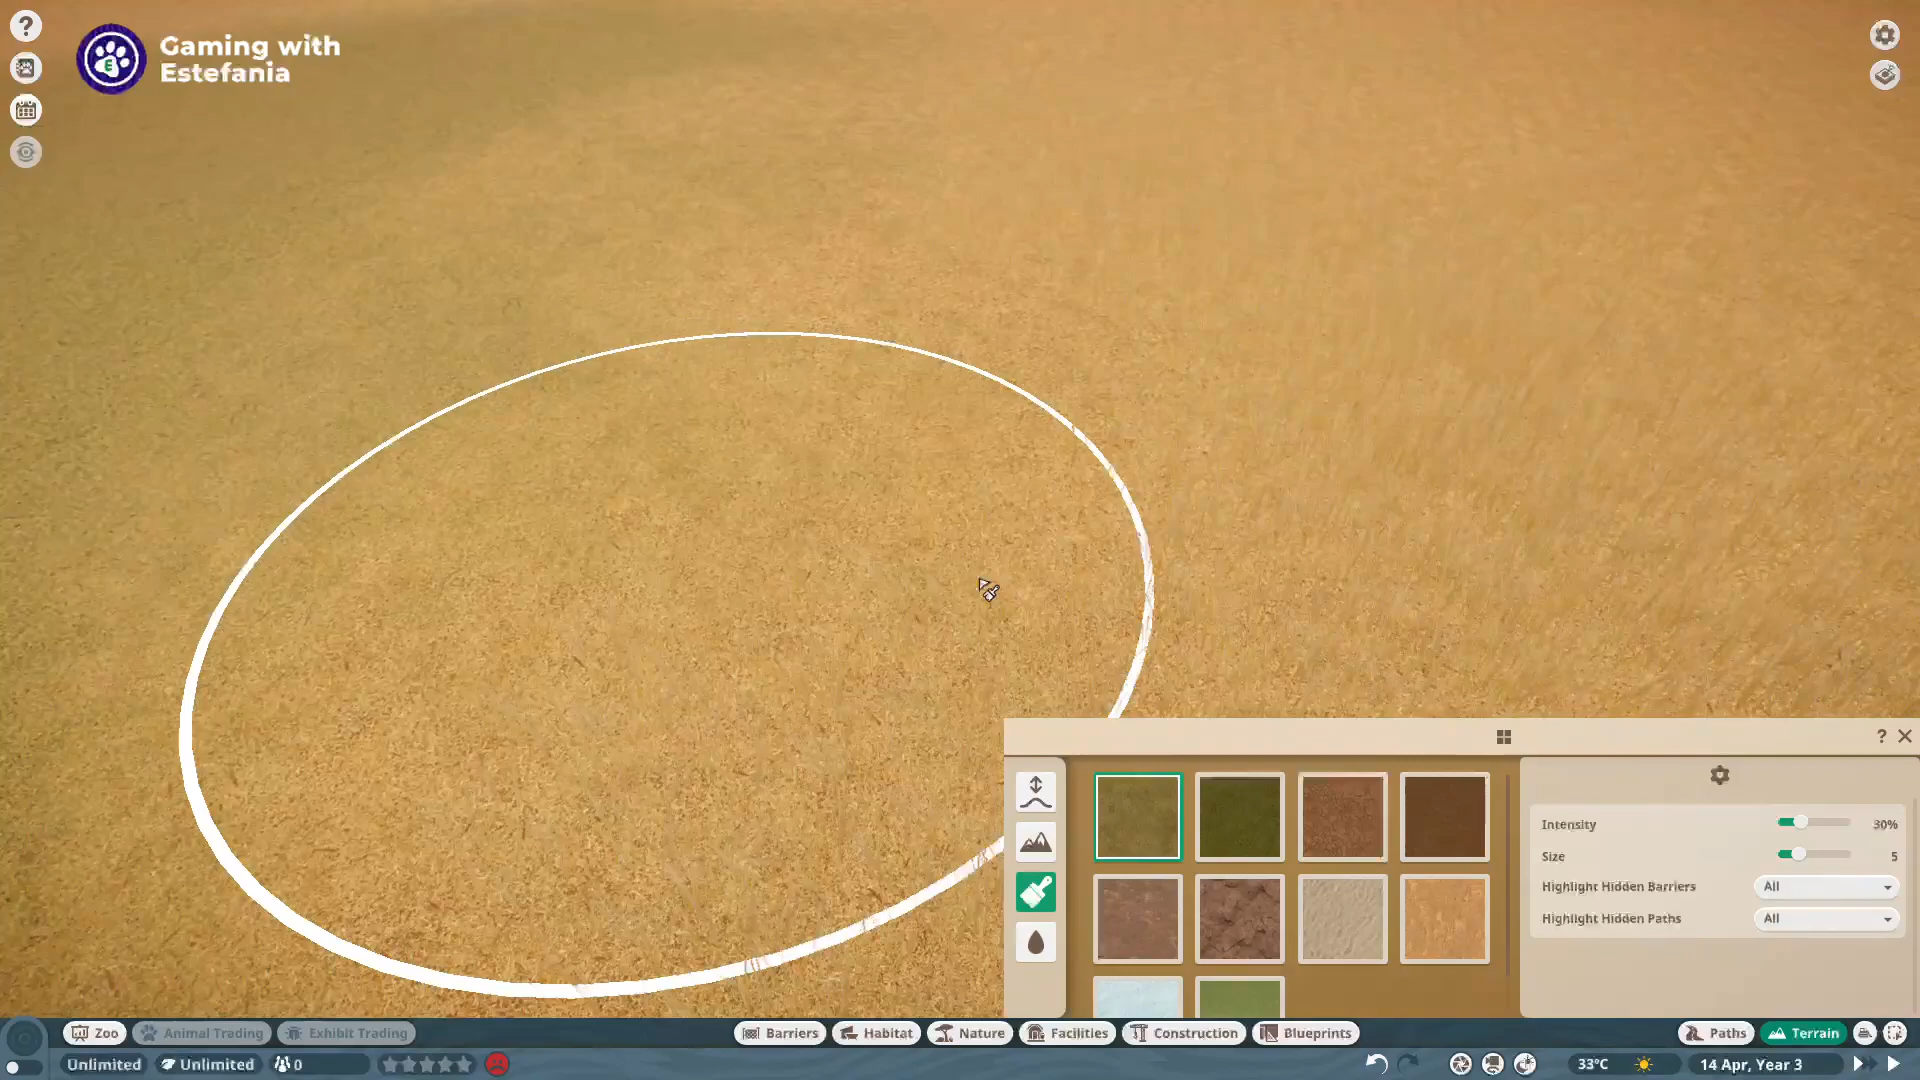 Gaming with
Estefania
Intensity
30%
Size
5
Highlight Hidden Barriers
All
Highlight Hidden Paths
All
Zoo
Animal Trading
Exhibit Trading
Barriers
Habitat
Nature
Facilities
Construction
Blueprints
Paths
Terrain
Unlimited
Unlimited
0
33°C
14 Apr, Year 3